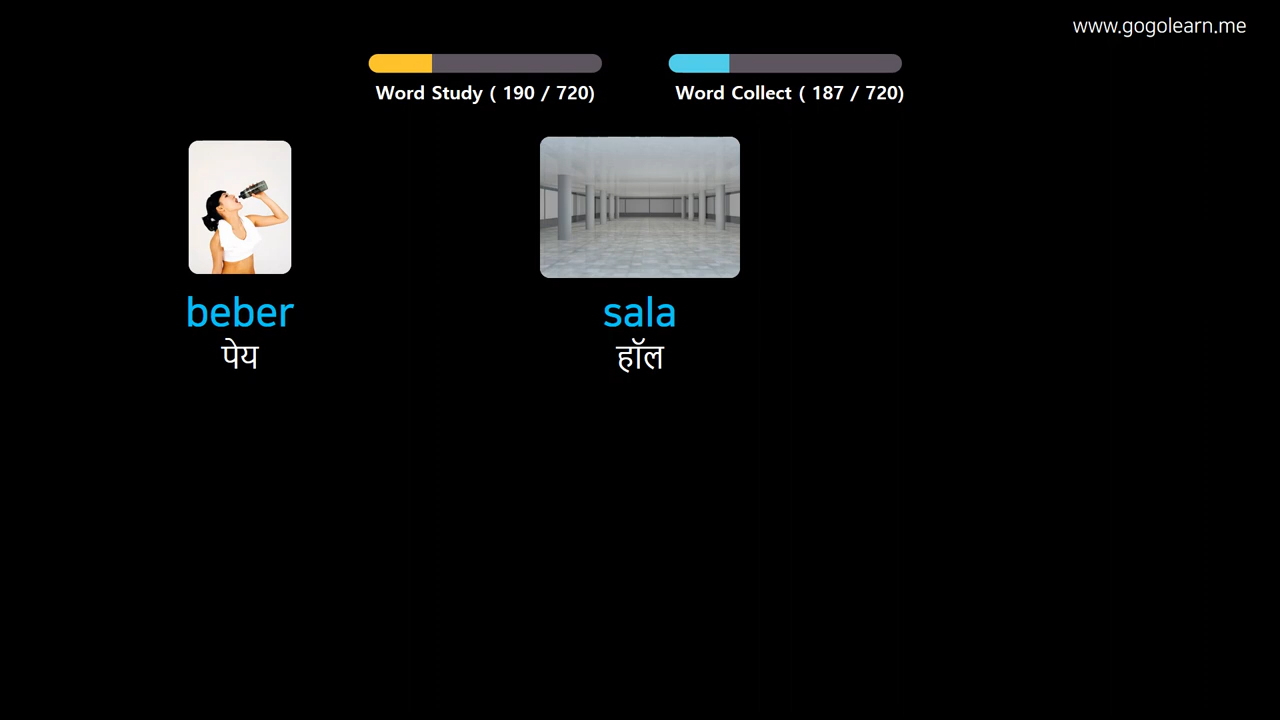 www.gogolearn.me
Word Study ( 190 / 720)
Word Collect ( 187 / 720)
beber
पेय
sala
हॉल